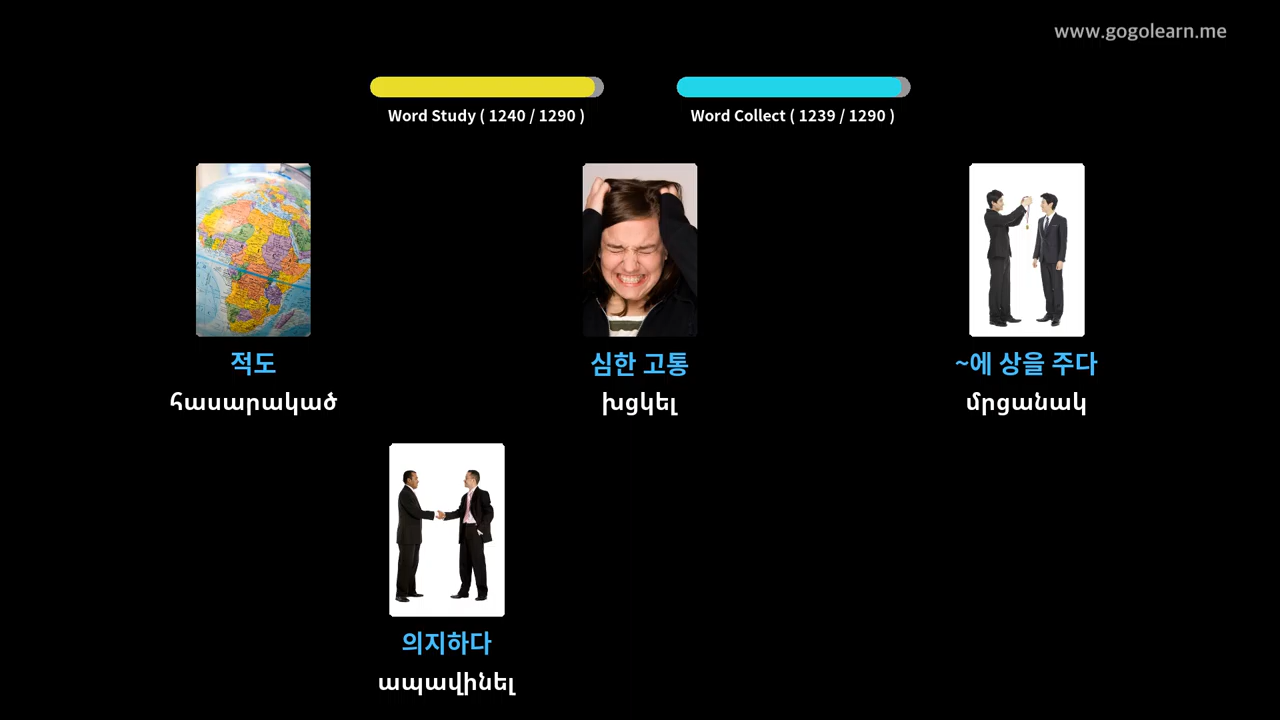 www.gogolearn.me
Word Study ( 1240 / 1290 )
Word Collect ( 1239 / 1290 )
적도
հասարակած
심한 고통
խցկել
~에 상을 주다
մրցանակ
의지하다
ապավինել